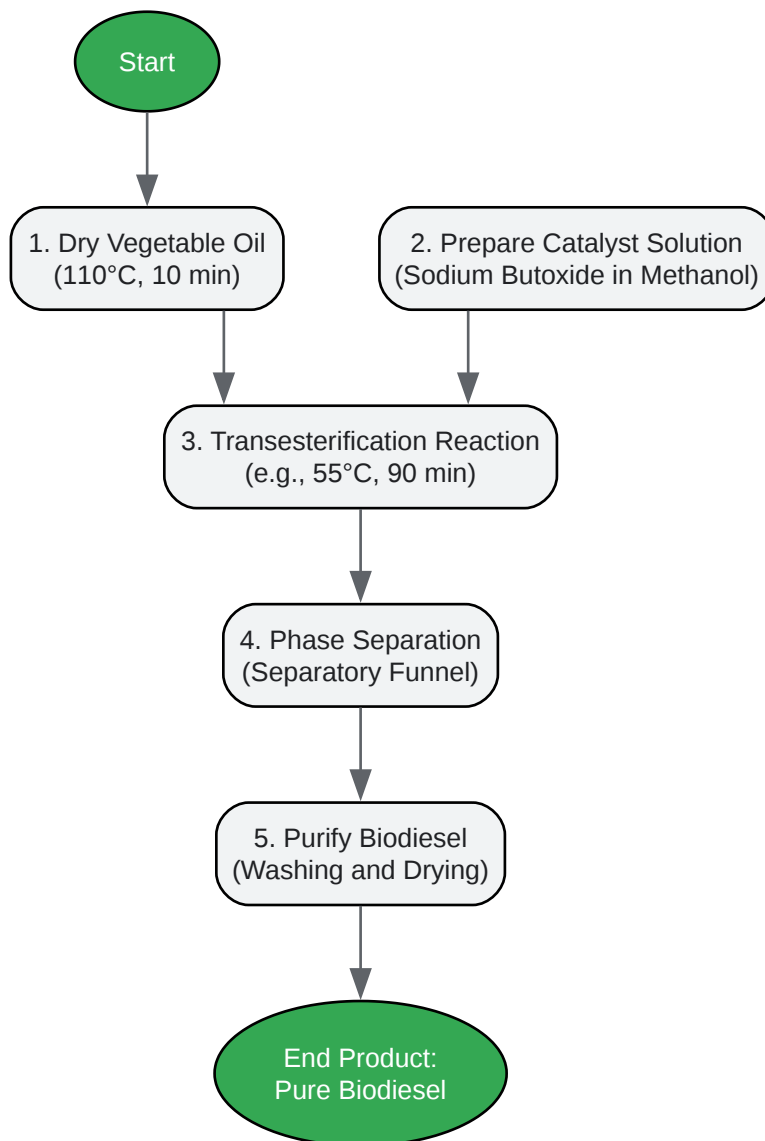 Start
1. Dry Vegetable Oil
(110°C, 10 min)
2. Prepare Catalyst Solution
(Sodium Butoxide in Methanol)
3. Transesterification Reaction
(e.g., 55°C, 90 min)
4. Phase Separation
(Separatory Funnel)
5. Purify Biodiesel
(Washing and Drying)
End Product:
Pure Biodiesel